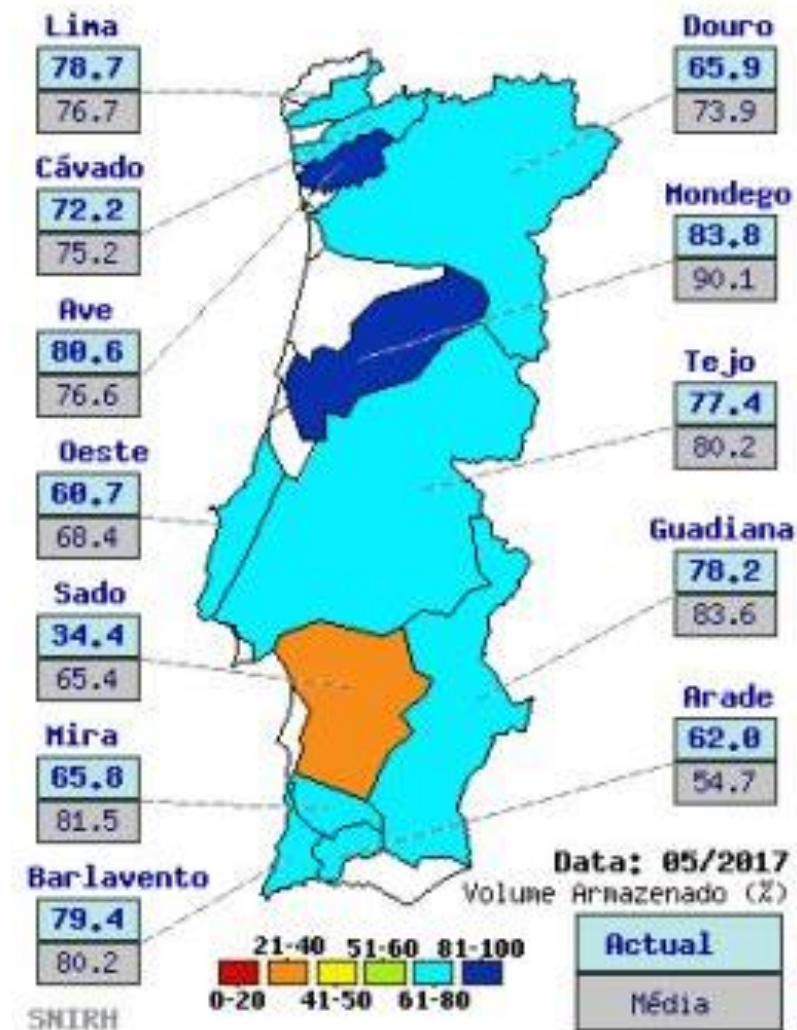 Lima
78.7
76.7
Cávado
72.2
75.2
Ave
80.6
76.6
Oeste
60.7
68.4
Sado
34.4
65.4
Mira
65.8
81.5
Barlavento
79.4
80.2
Douro
65.9
73.9
Mondego
83.8
90.1
Tejo
77.4
80.2
Guadiana
78.2
83.6
Arade
62.0
54.7
Data: 05/2017
Volume Armazenado (%)
Actual
Média
21-40 51-60 81-100
0-20 41-50 61-80
SNIRH